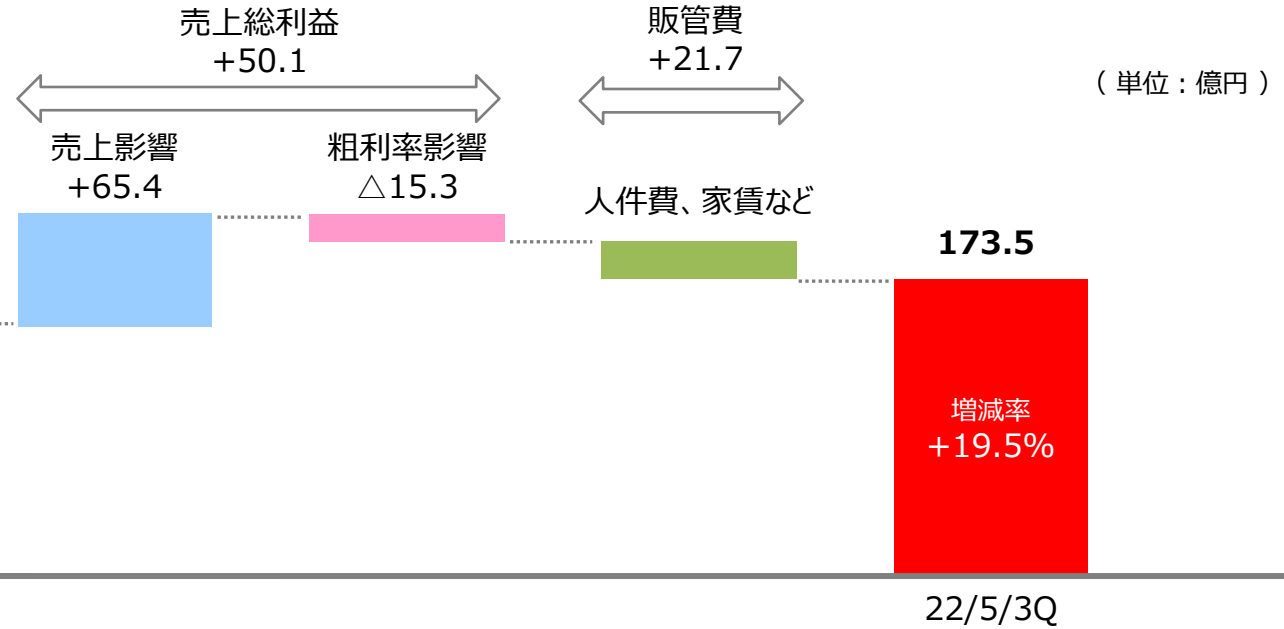 売上総利益
+50.1
販管費
+21.7
（ 単位：億円 ）
売上影響
+65.4
粗利率影響
△15.3
人件費、家賃など
173.5
増減率
+19.5%
22/5/3Q